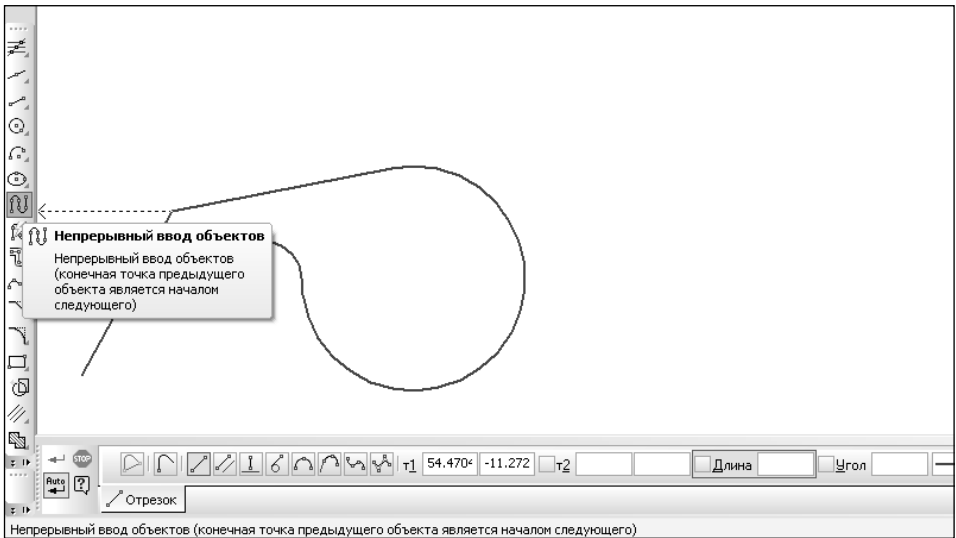 Непрерывный ввод объектов
Непрерывный ввод объектов
(конечная точка предыдущего
объекта является началом
следующего)
STOP
т1 54.470 -11.272 т2 Длина Угол
Auto
Отрезок
Непрерывный ввод объектов (конечная точка предыдущего объекта является началом следующего)